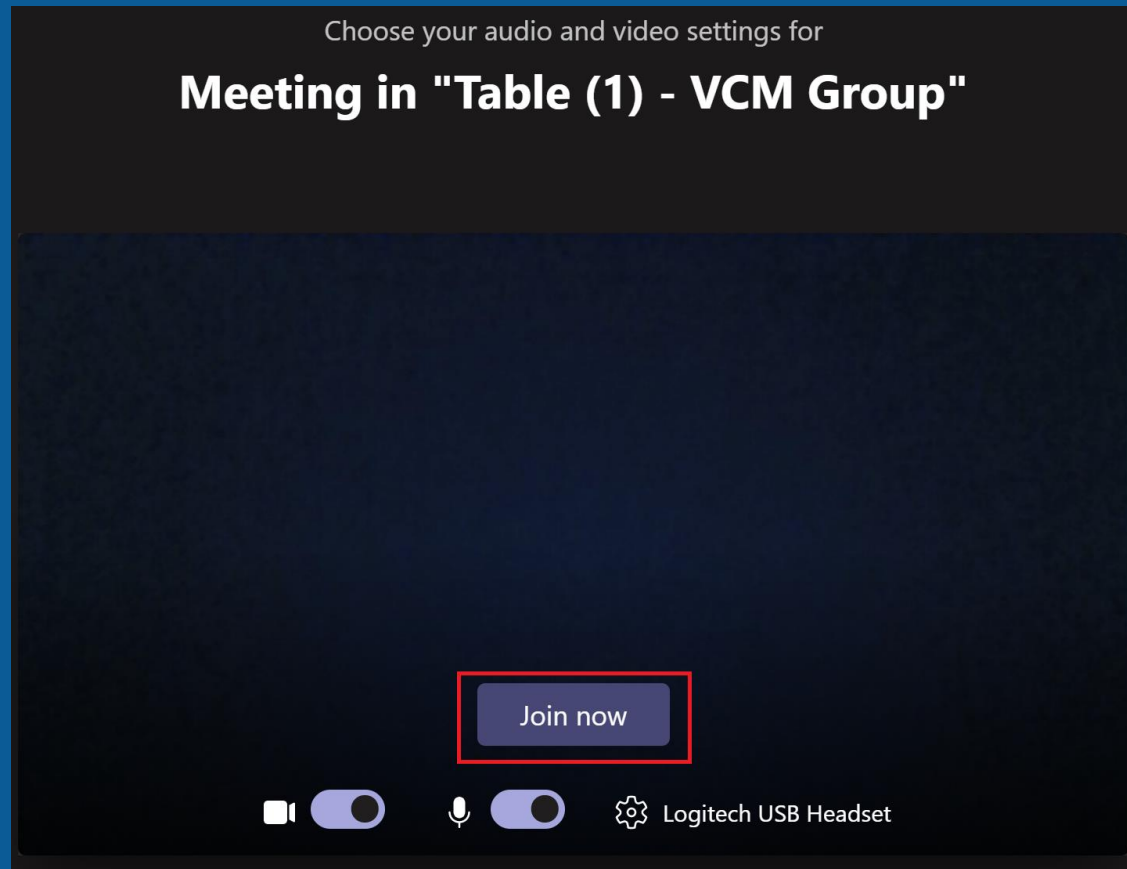 Choose your audio and video settings for
Meeting in "Table (1) - VCM Group"
Join now
Logitech USB Headset